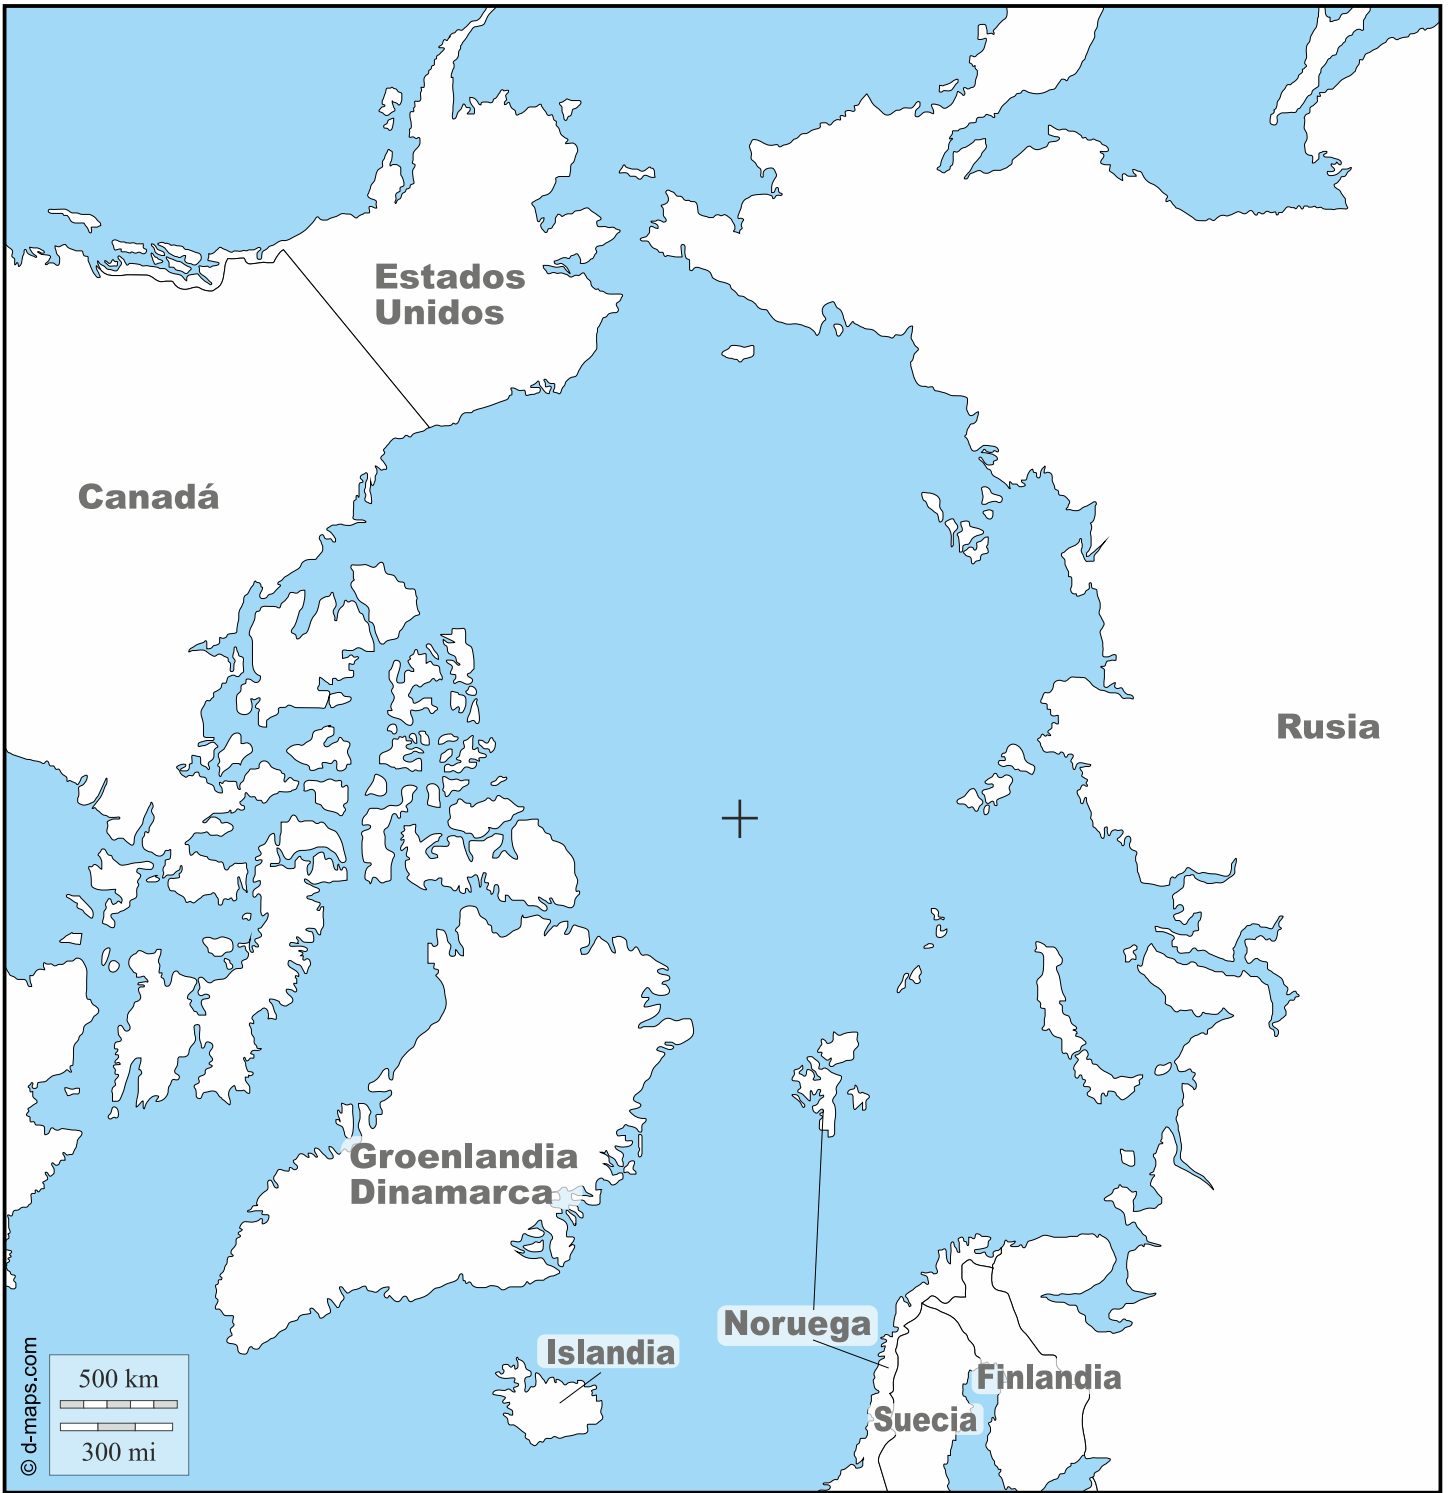 Estados
Unidos
Canadá
Rusia
Groenlandia
Dinamarca
Noruega
Islandia
Finlandia
Suecia
500 km
300 mi
© d-maps.com